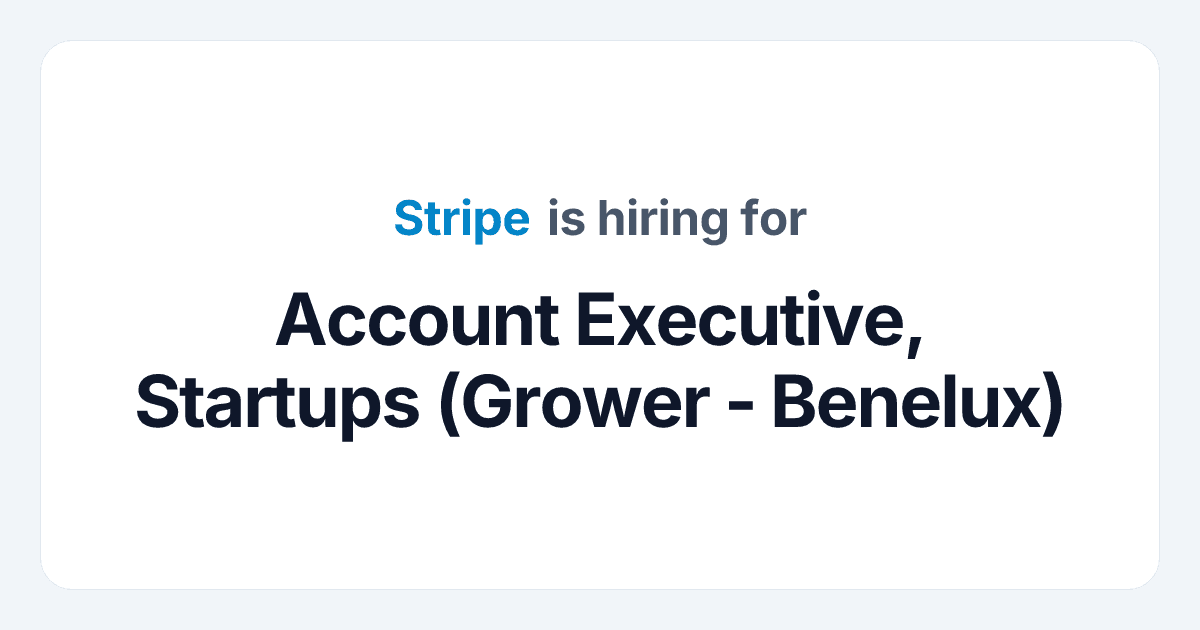 Stripe is hiring for
Account Executive,
Startups (Grower - Benelux)